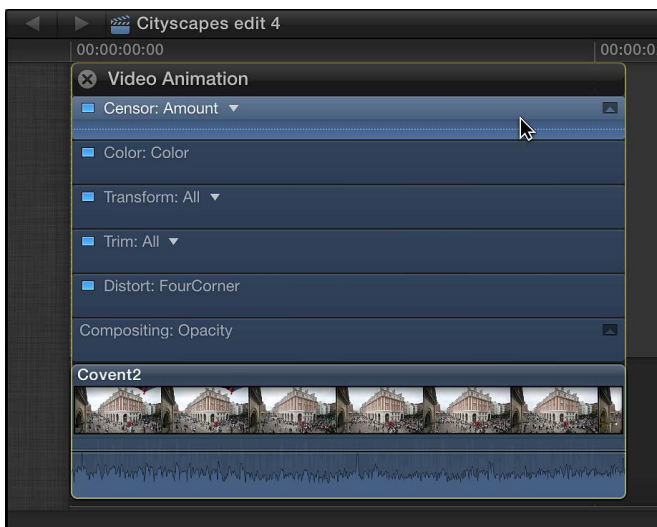 Cityscapes edit 4
00:00:00:00 00:00:0
Video Animation
Censor: Amount
Color: Color
Transform: All
Trim: All
Distort: FourCorner
Compositing: Opacity
Covent2